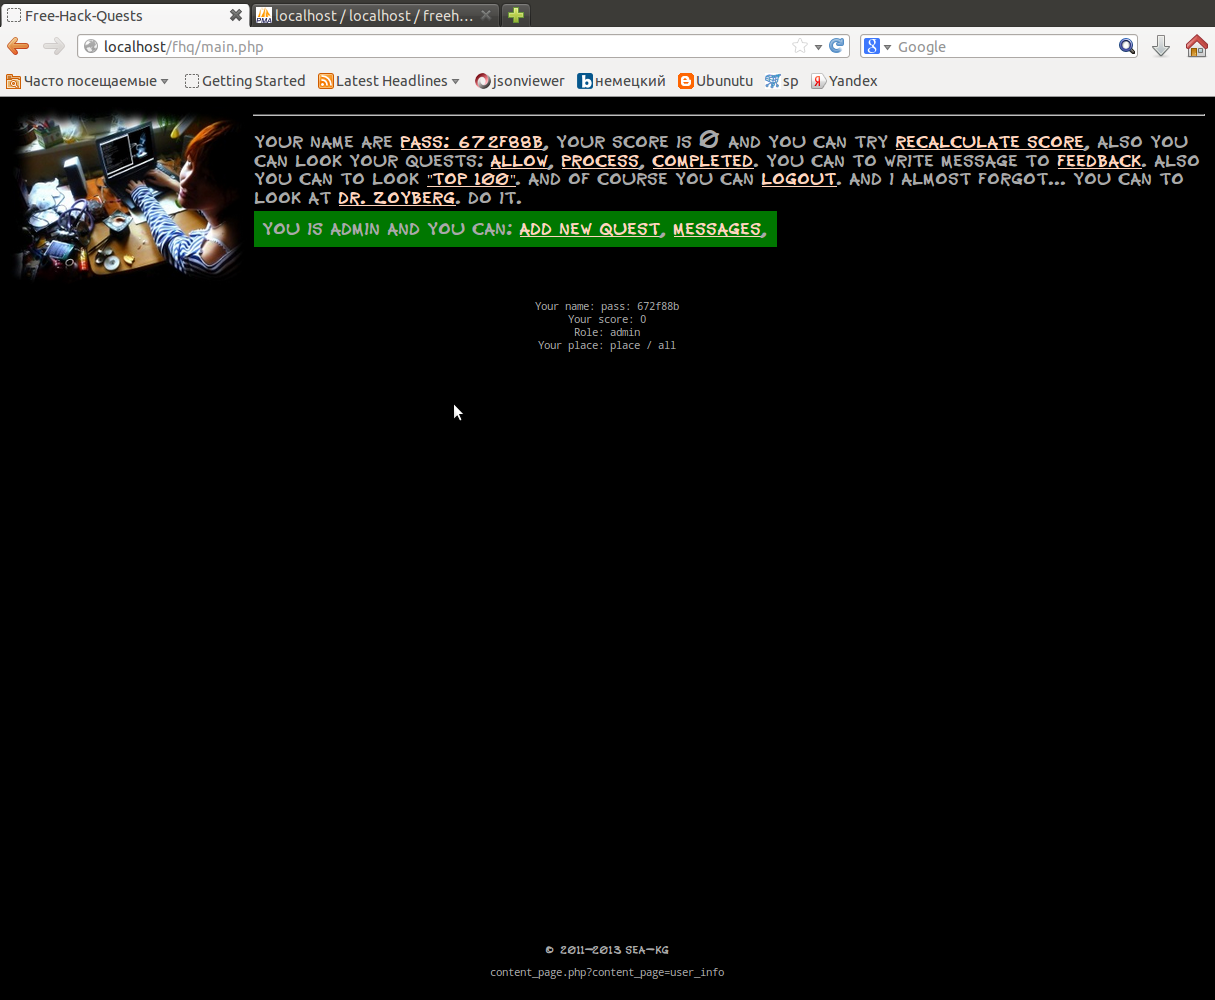 Free-Hack-Quests
localhost / localhost / freeh...
localhost/fhq/main.php
Google
Часто посещаемые Getting Started Latest Headlines jsonviewer немецкий Ubunutu sp Yandex
YOUR NAME ARE PASS: 672F88B, YOUR SCORE IS 0 AND YOU CAN TRY RECALCULATE SCORE, ALSO YOU
CAN LOOK YOUR QUESTS: ALLOW, PROCESS, COMPLETED. YOU CAN TO WRITE MESSAGE TO FEEDBACK. ALSO
YOU CAN TO LOOK "TOP 100". AND OF COURSE YOU CAN LOGOUT. AND I ALMOST FORGOT... YOU CAN TO
LOOK AT DR. ZOYBERG. DO IT.
YOU IS ADMIN AND YOU CAN: ADD NEW QUEST, MESSAGES,
Your name: pass: 672f88b
Your score: 0
Role: admin
Your place: place / all
© 2011-2013 SEA-KG
content_page.php?content_page=user_info